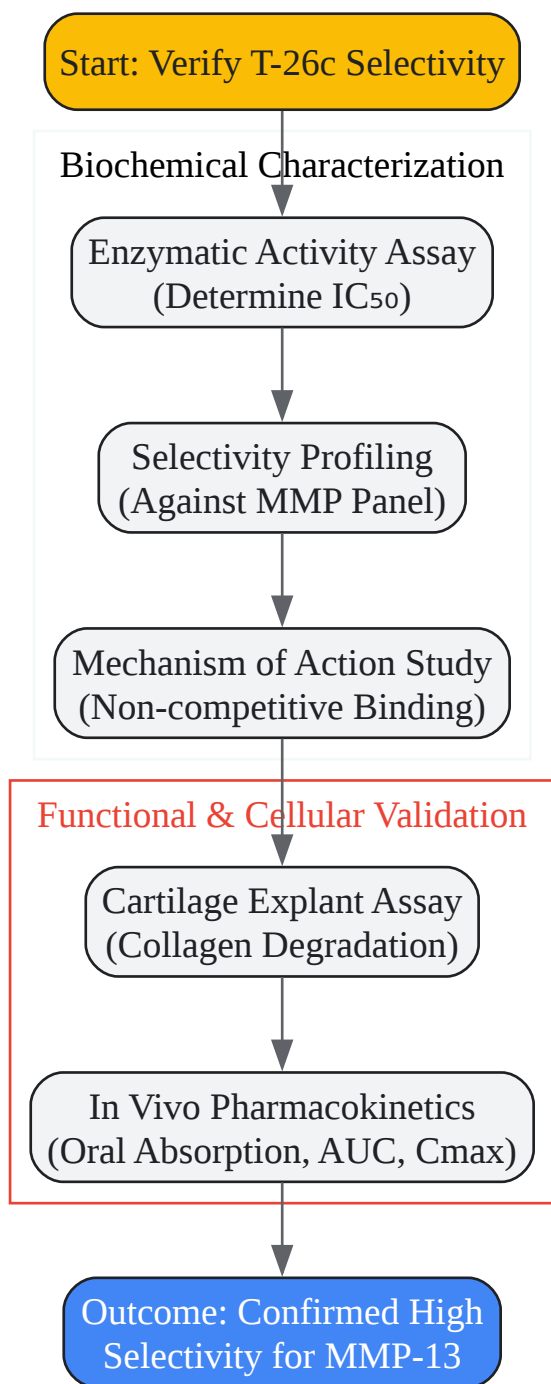 Start: Verify T-26c Selectivity
Biochemical Characterization
Enzymatic Activity Assay
(Determine IC₅₀)
Selectivity Profiling
(Against MMP Panel)
Mechanism of Action Study
(Non-competitive Binding)
Functional & Cellular Validation
Cartilage Explant Assay
(Collagen Degradation)
In Vivo Pharmacokinetics
(Oral Absorption, AUC, Cmax)
Outcome: Confirmed High
Selectivity for MMP-13